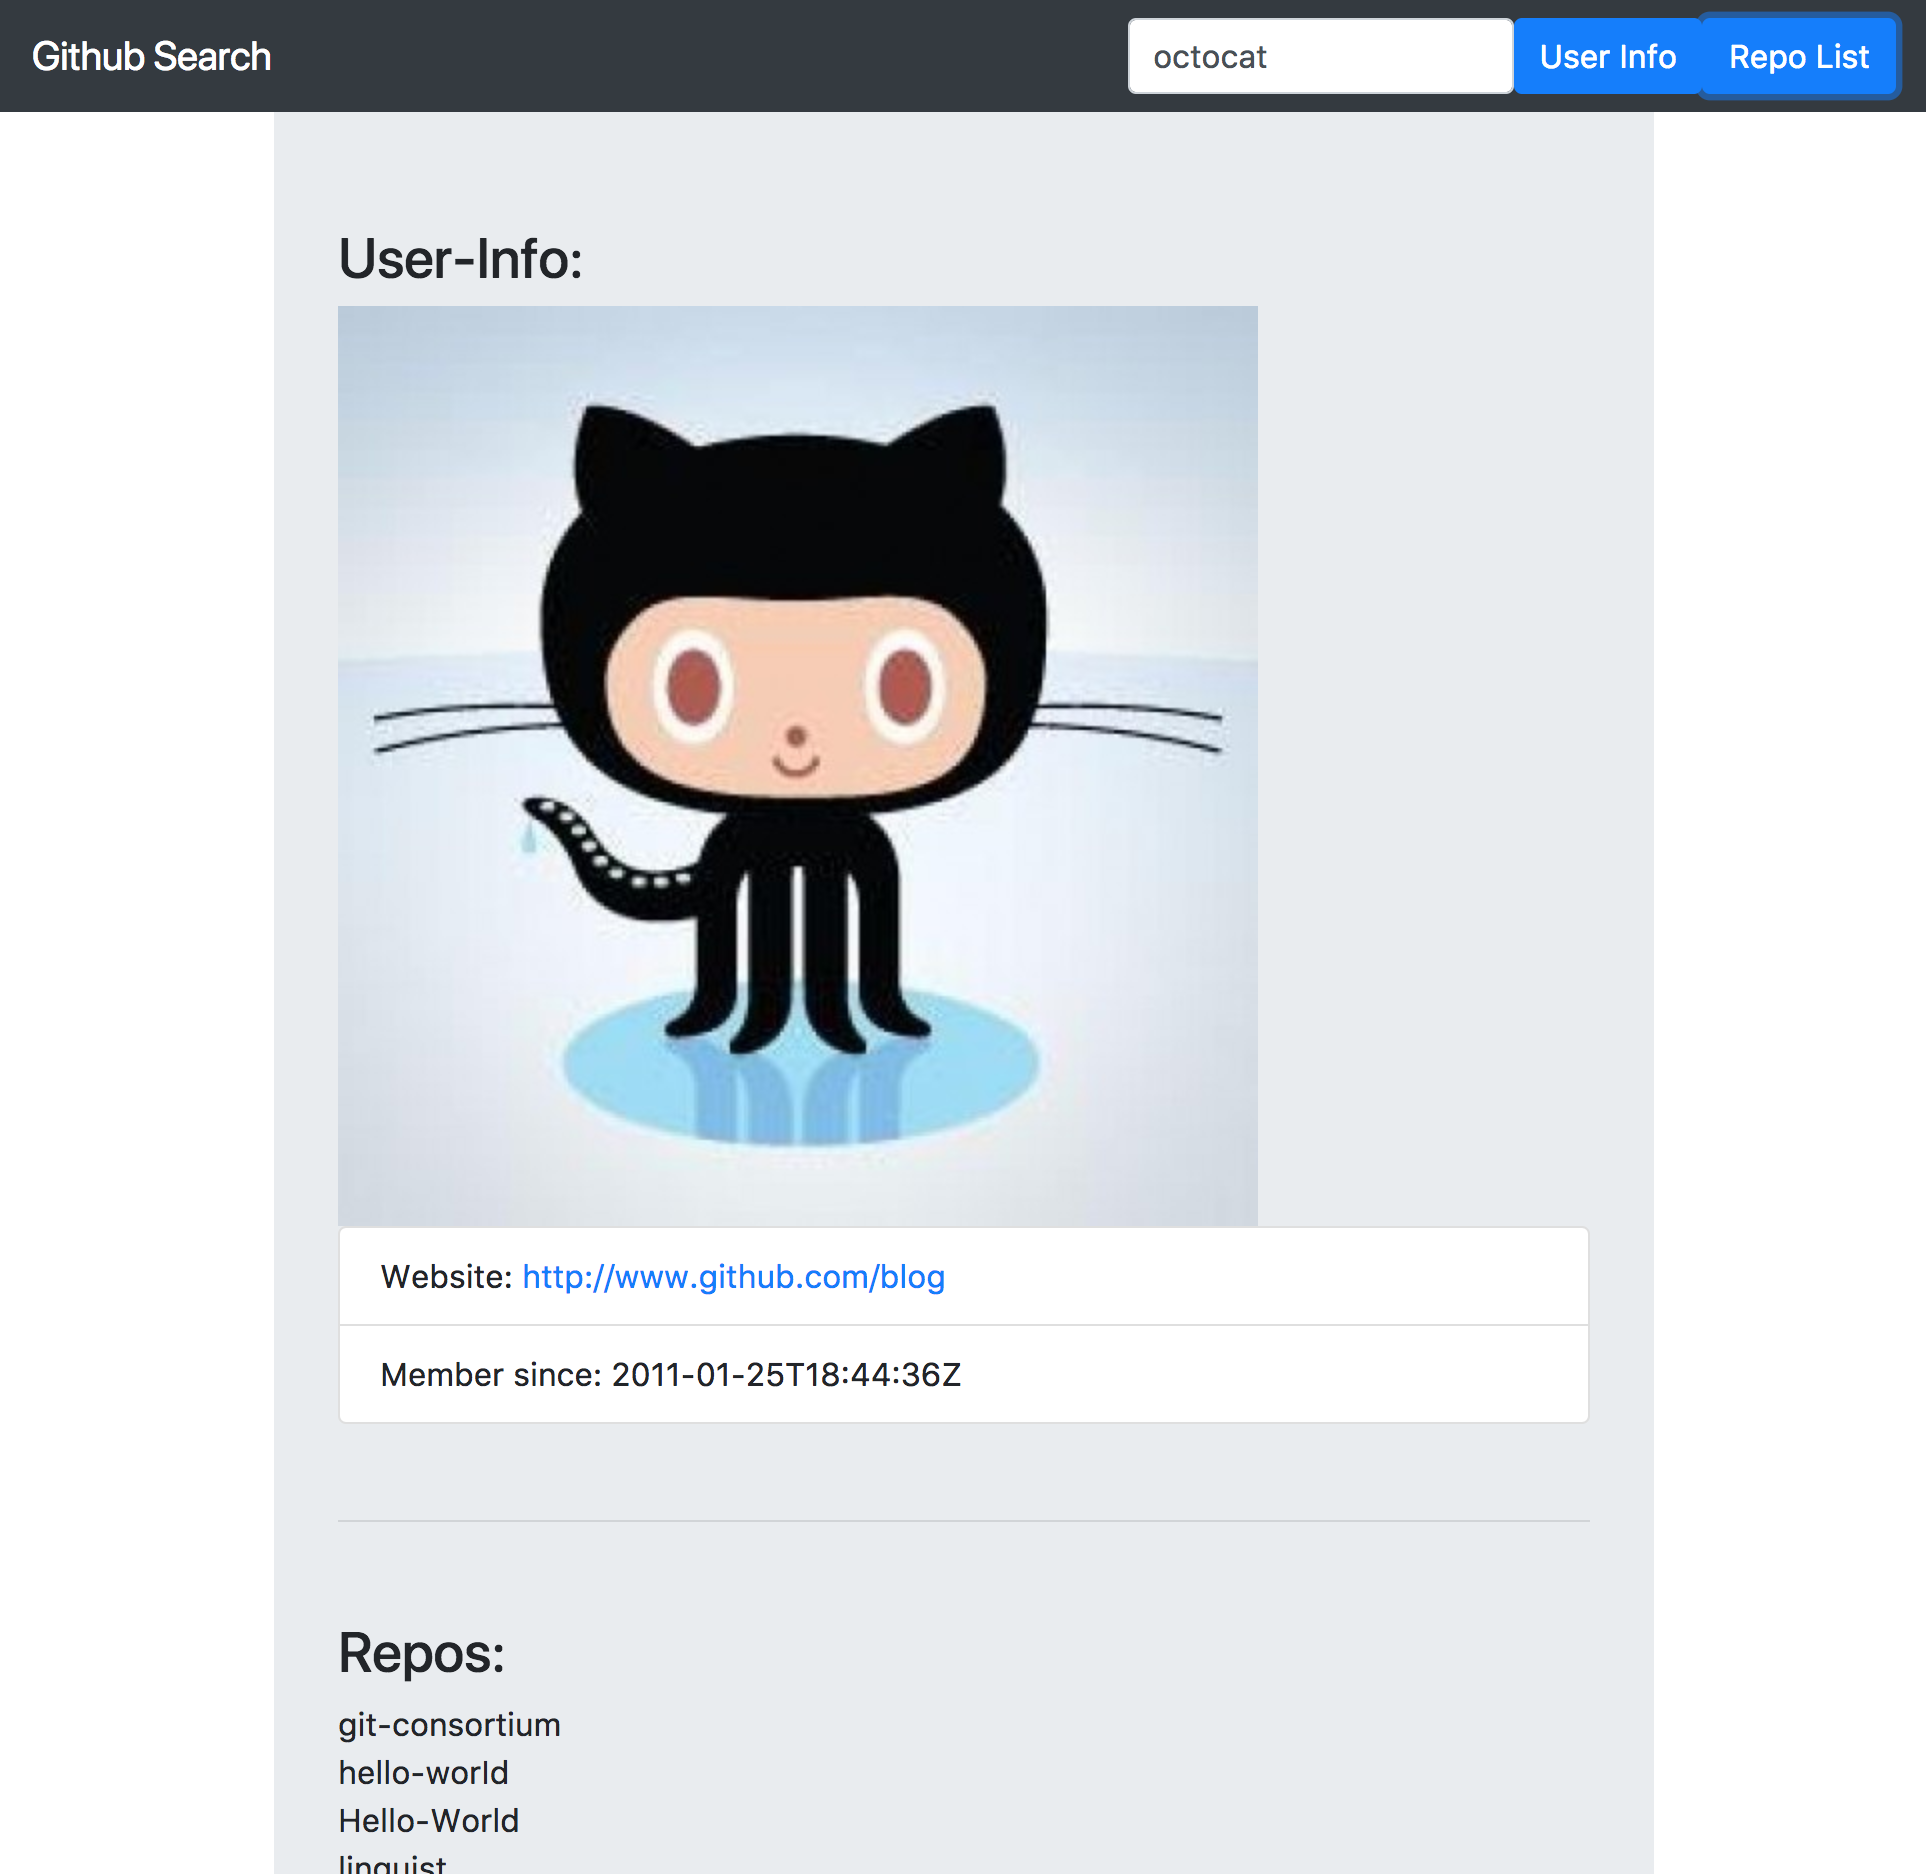 Github Search
octocat
User Info
Repo List
User-Info:
Website: http://www.github.com/blog
Member since: 2011-01-25T18:44:36Z
Repos:
git-consortium
hello-world
Hello-World
linguist